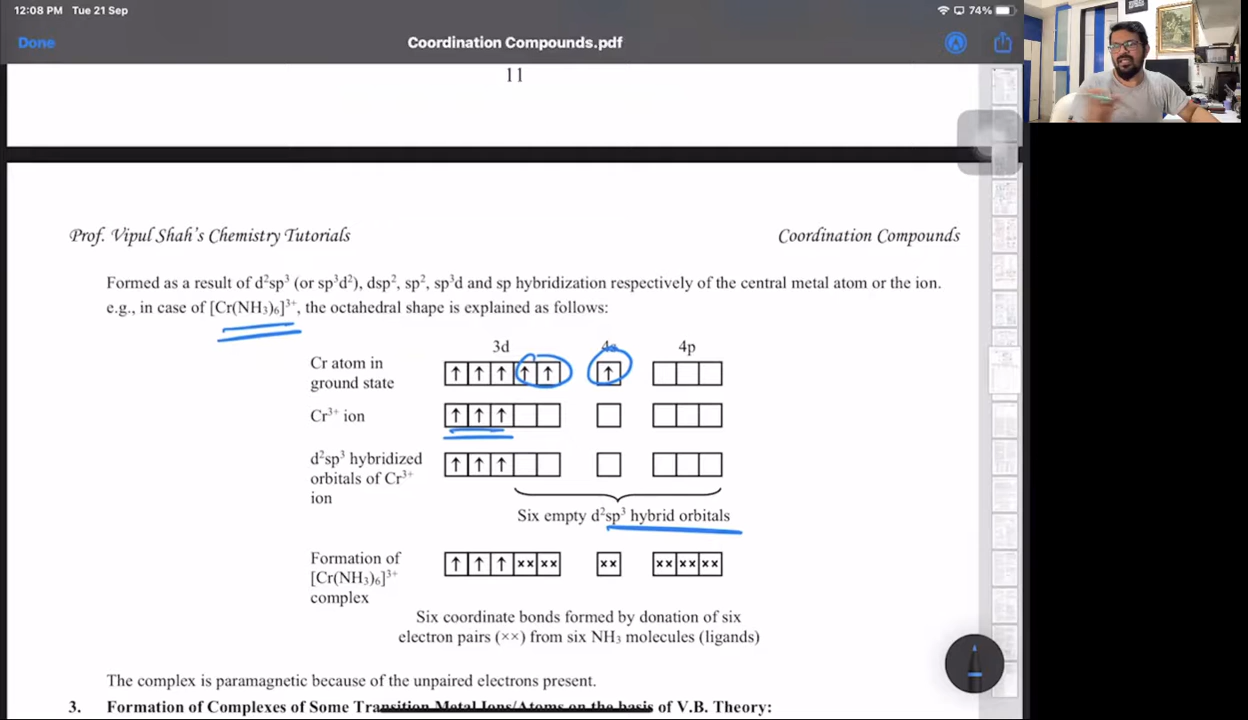 12:08 PM Tue 21 Sep
74%
Done
Coordination Compounds.pdf
11
Prof. Vipul Shah's Chemistry Tutorials
Coordination Compounds
Formed as a result of d²sp³ (or sp³d²), dsp², sp², sp³d and sp hybridization respectively of the central metal atom or the ion.
e.g., in case of [Cr(NH₃)₆]³⁺, the octahedral shape is explained as follows:
3d 4s 4p
Cr atom in
ground state
↑ ↑ ↑ ↑ ↑ ↑
Cr³⁺ ion
↑ ↑ ↑
d²sp³ hybridized
orbitals of Cr³⁺
ion
↑ ↑ ↑
Six empty d²sp³ hybrid orbitals
Formation of
[Cr(NH₃)₆]³⁺
complex
↑ ↑ ↑ ×× ×× ×× ×× ×× ××
Six coordinate bonds formed by donation of six
electron pairs (××) from six NH₃ molecules (ligands)
The complex is paramagnetic because of the unpaired electrons present.
3. Formation of Complexes of Some Transition Metal Ions/Atoms on the basis of V.B. Theory: